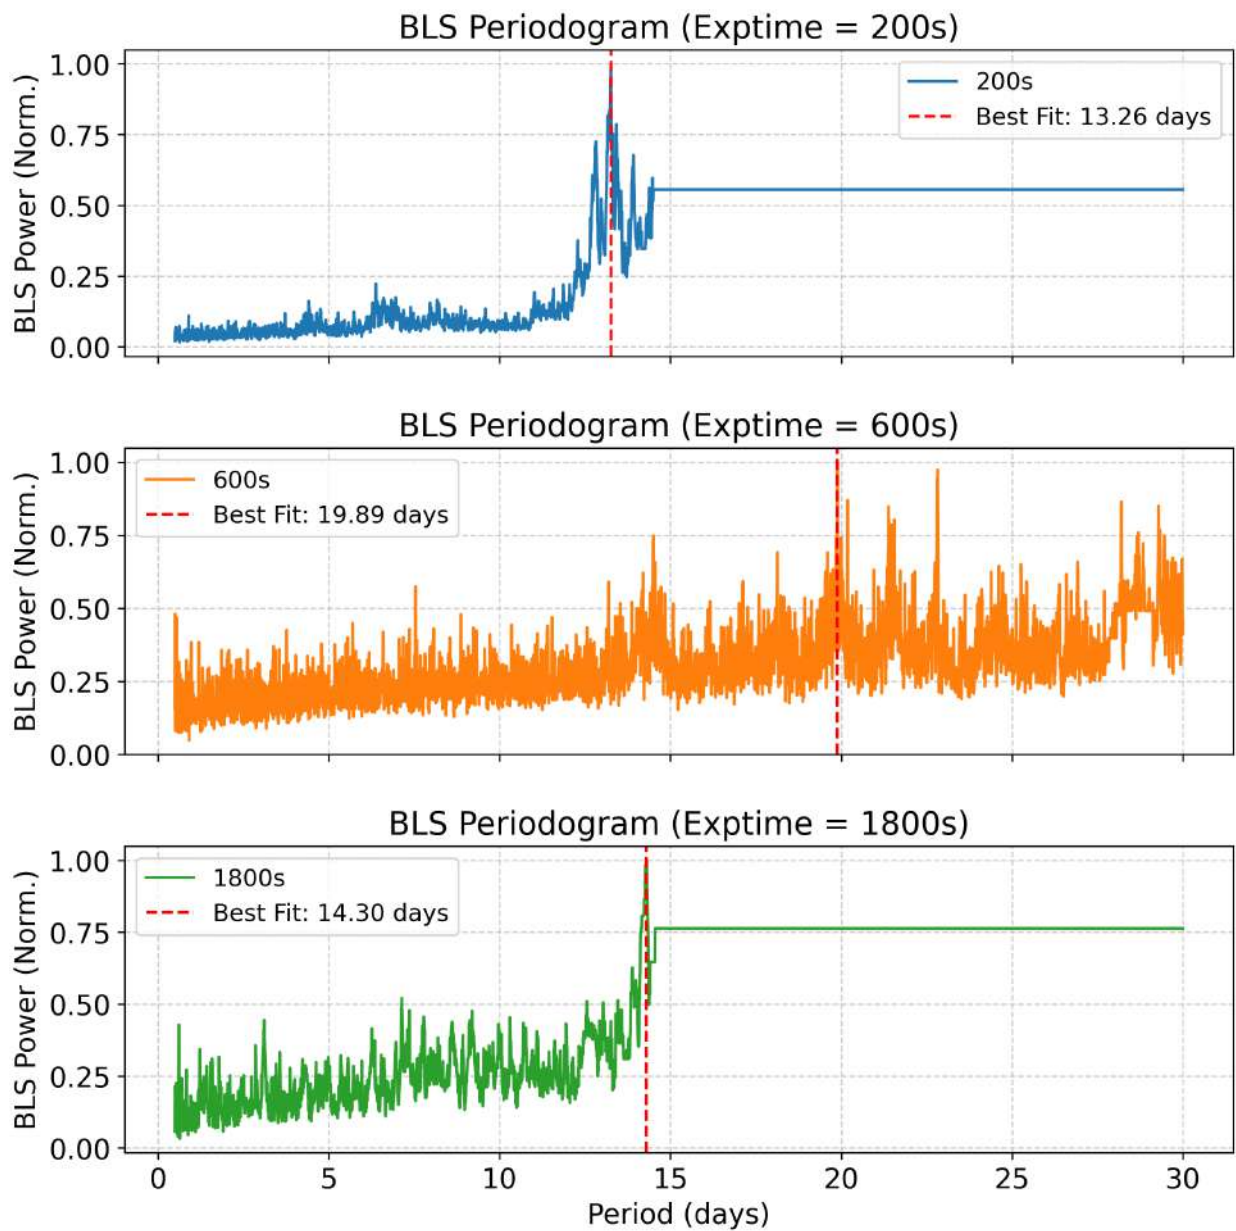 BLS Periodogram (Exptime = 200s)
BLS Power (Norm.)
1.00
0.75
0.50
0.25
0.00
200s
Best Fit: 13.26 days
BLS Periodogram (Exptime = 600s)
BLS Power (Norm.)
1.00
0.75
0.50
0.25
0.00
600s
Best Fit: 19.89 days
BLS Periodogram (Exptime = 1800s)
BLS Power (Norm.)
1.00
0.75
0.50
0.25
0.00
1800s
Best Fit: 14.30 days
0 5 10 15 20 25 30
Period (days)